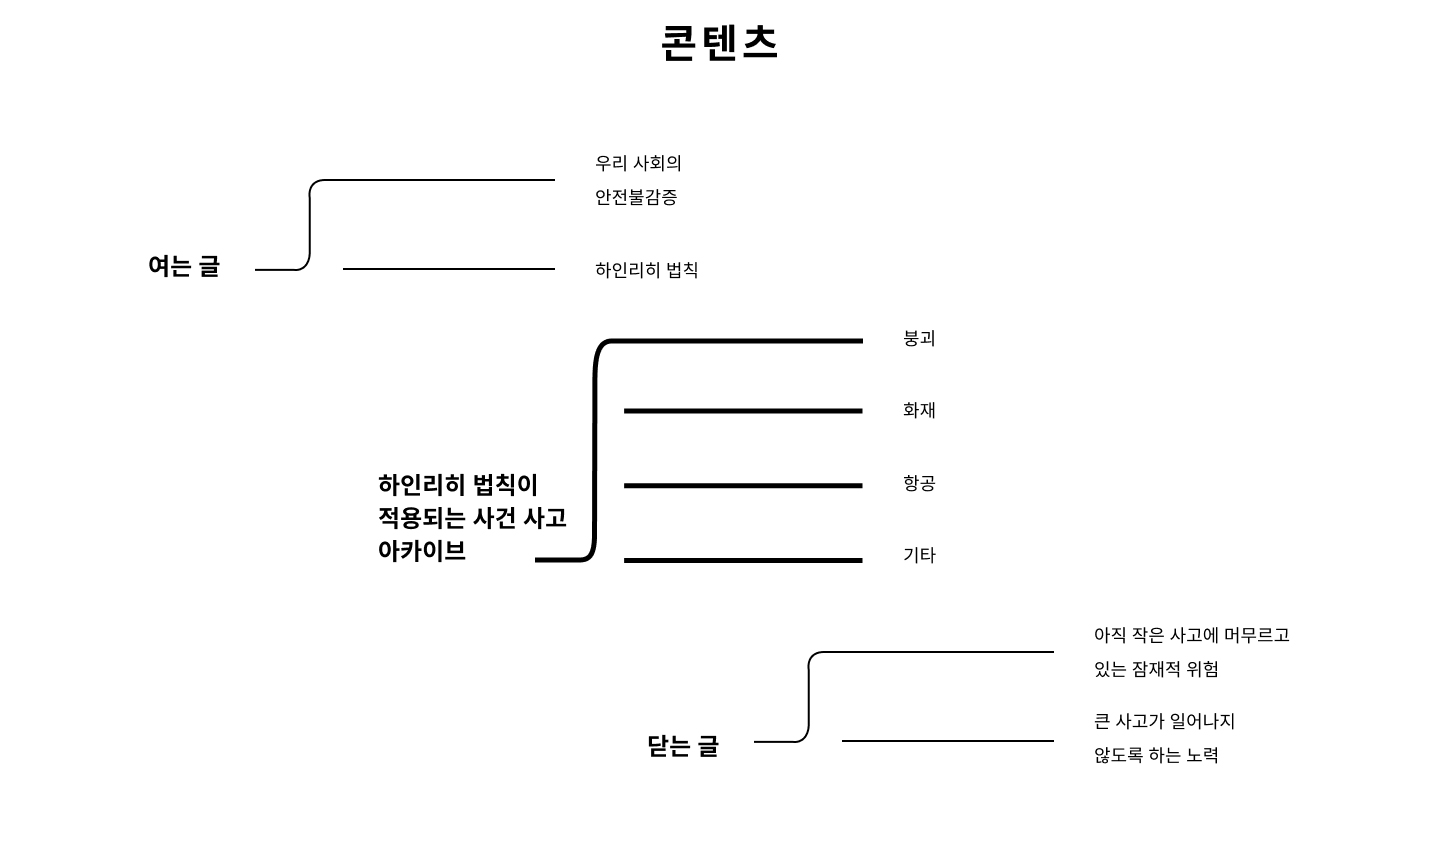 콘텐츠
여는 글
우리 사회의
안전불감증
하인리히 법칙
하인리히 법칙이
적용되는 사건 사고
아카이브
붕괴
화재
항공
기타
닫는 글
아직 작은 사고에 머무르고
있는 잠재적 위험
큰 사고가 일어나지
않도록 하는 노력